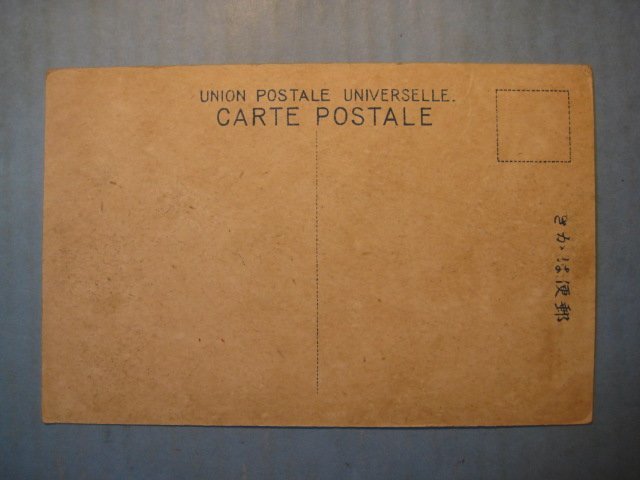 UNION POSTALE UNIVERSELLE.
CARTE POSTALE
郵便はかき